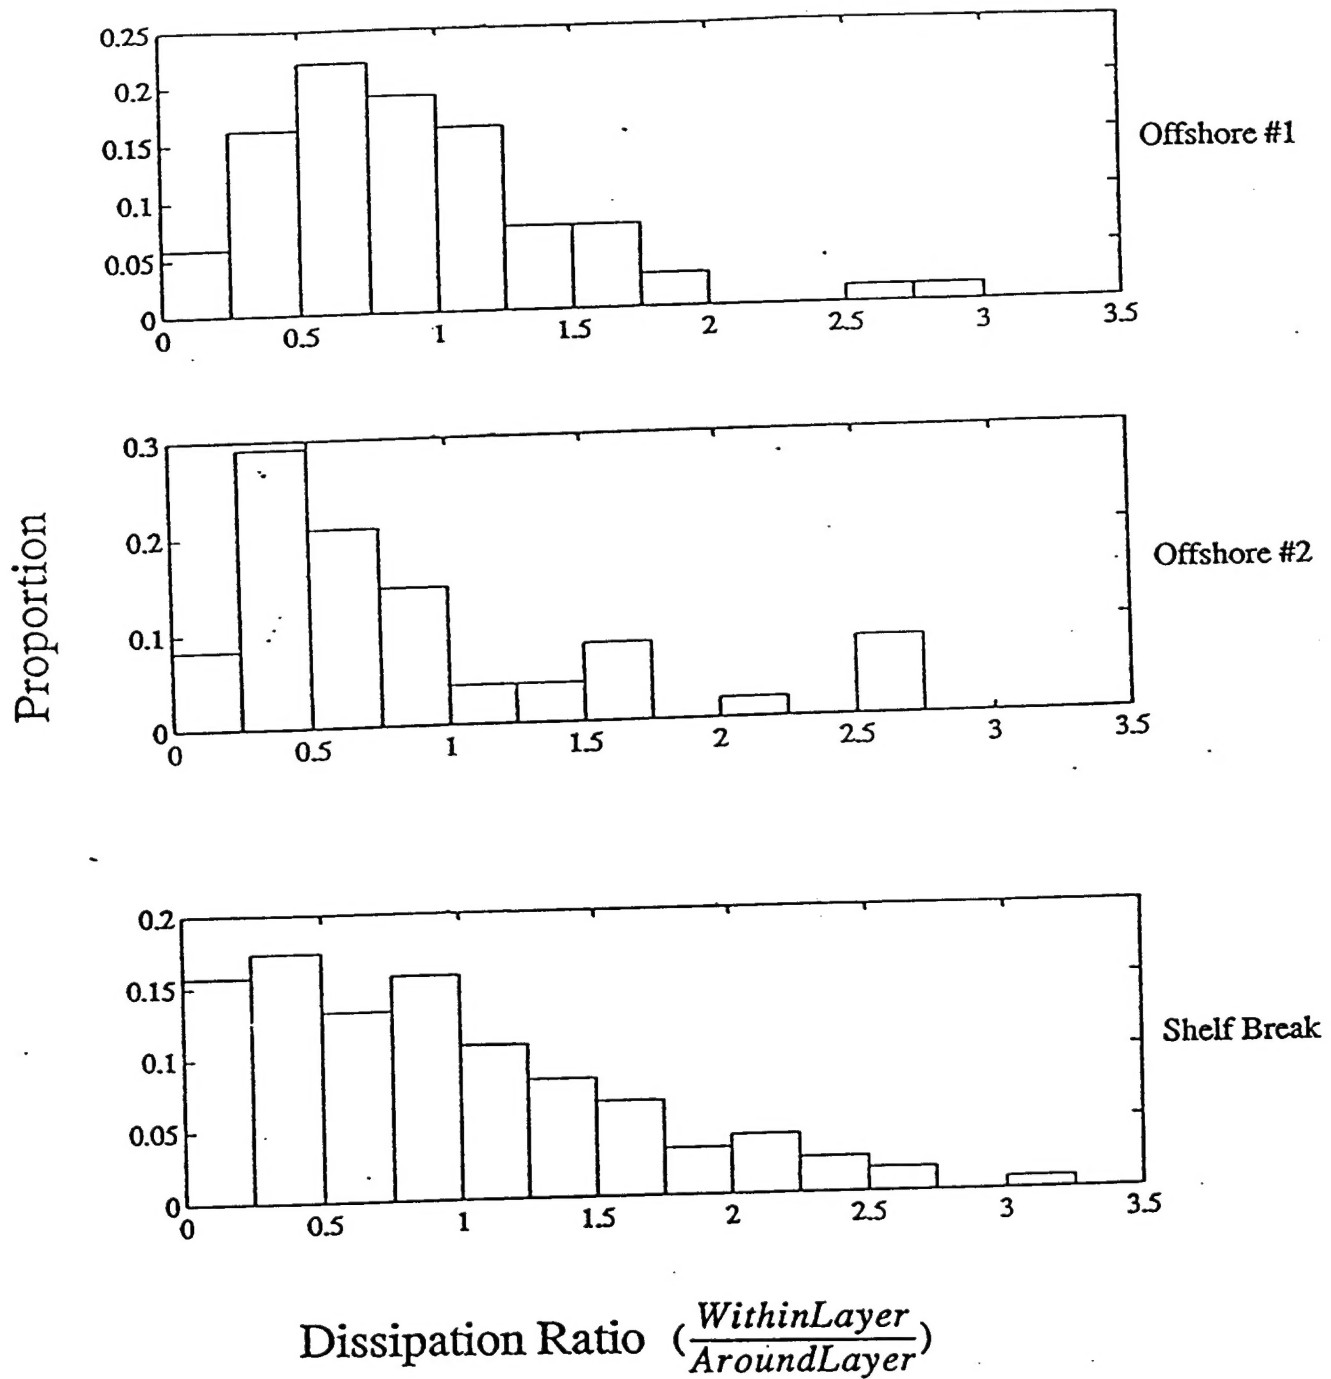 0.25
0.2
0.15
0.1
0.05
0
0 0.5 1 1.5 2 2.5 3 3.5
Offshore #1
0.3
0.2
0.1
0
0 0.5 1 1.5 2 2.5 3 3.5
Offshore #2
Proportion
0.2
0.15
0.1
0.05
0
0 0.5 1 1.5 2 2.5 3 3.5
Shelf Break
Dissipation Ratio (WithinLayer/AroundLayer)